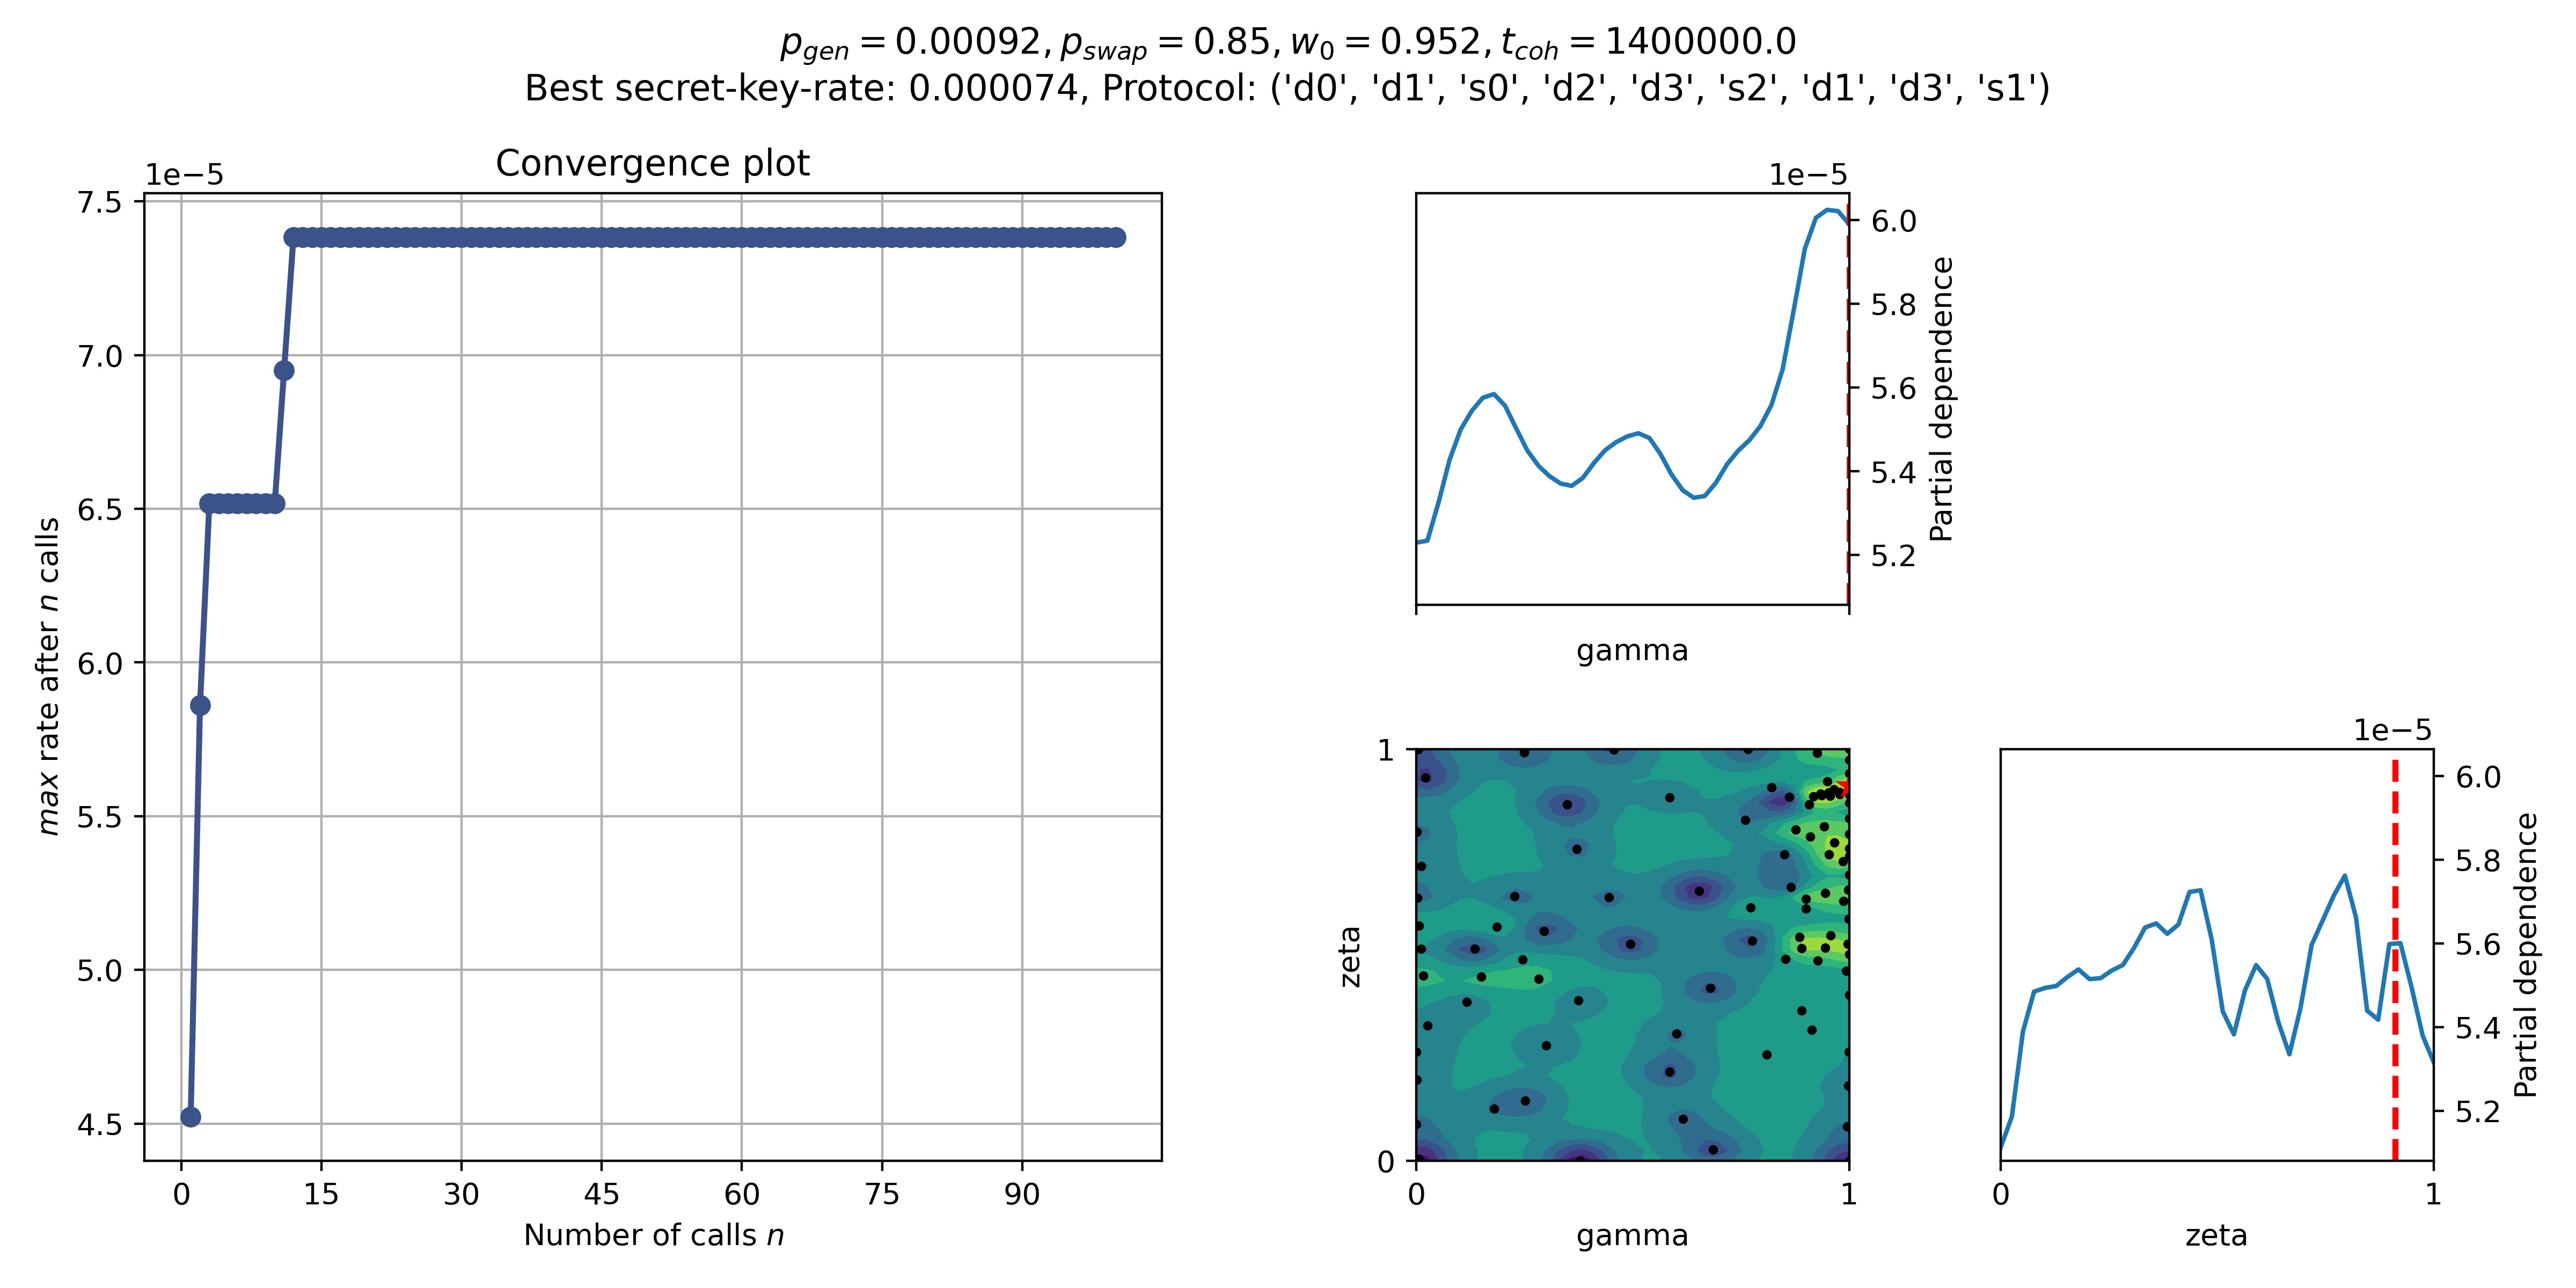 p_gen = 0.00092, p_swap = 0.85, w_0 = 0.952, t_coh = 1400000.0
Best secret-key-rate: 0.000074, Protocol: ('d0', 'd1', 's0', 'd2', 'd3', 's2', 'd1', 'd3', 's1')
Convergence plot
1e−5
7.5
7.0
6.5
6.0
5.5
5.0
4.5
max rate after n calls
0 15 30 45 60 75 90
Number of calls n
1e−5
6.0
5.8
5.6
5.4
5.2
Partial dependence
gamma
1
0
zeta
0 1
gamma
1e−5
6.0
5.8
5.6
5.4
5.2
Partial dependence
0 1
zeta